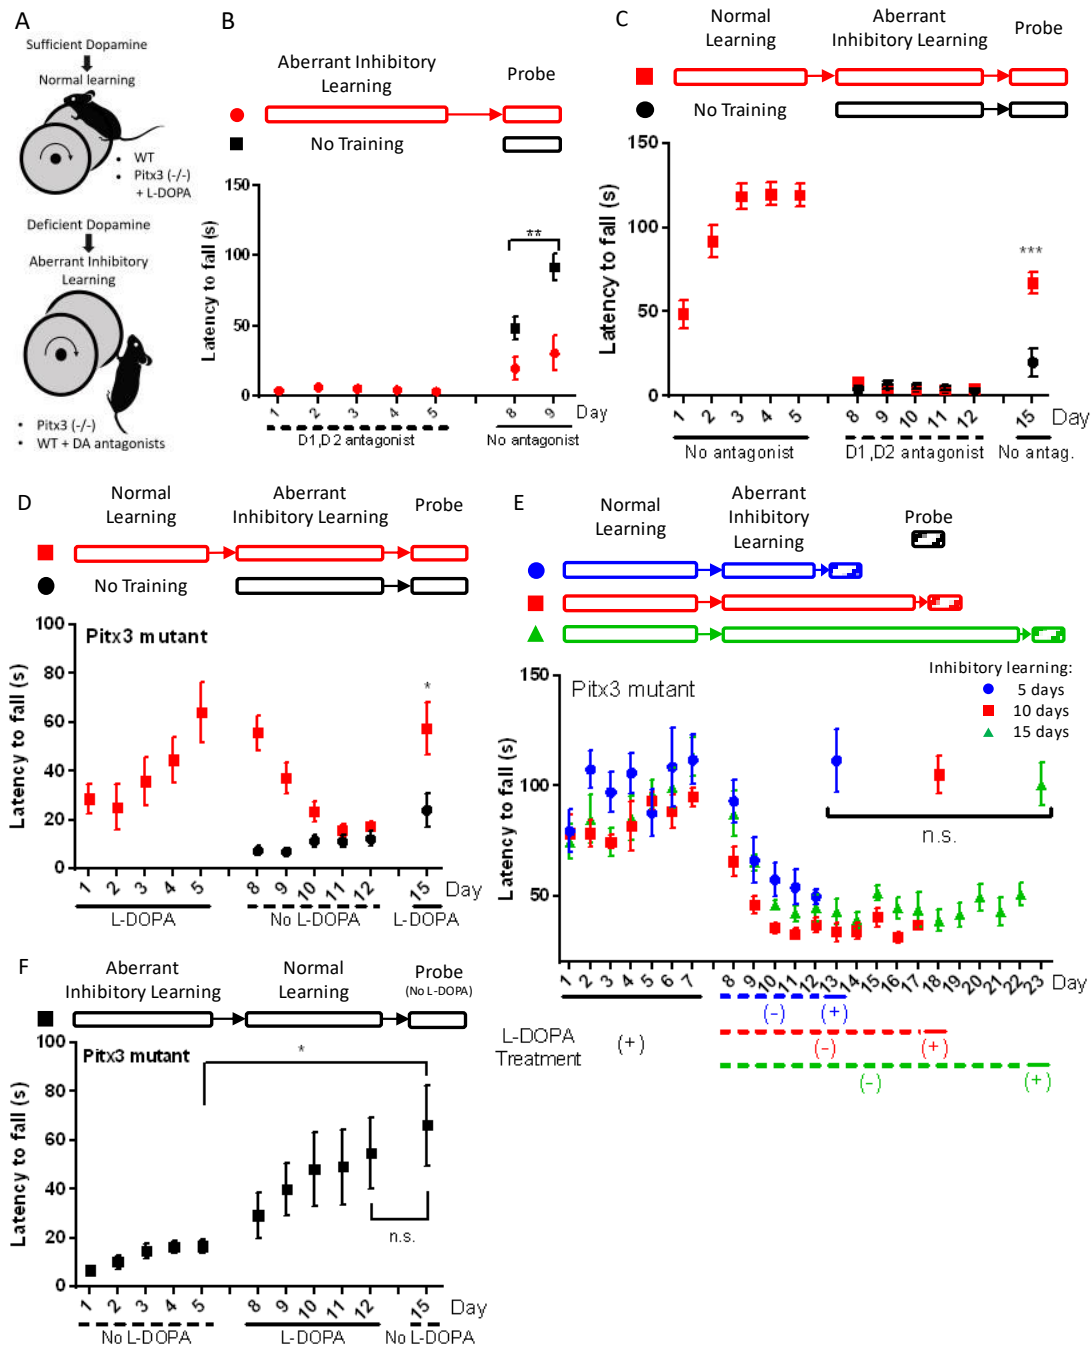 A
Sufficient Dopamine
Normal learning
• WT
• Pitx3 (-/-)
+ L-DOPA
Deficient Dopamine
Aberrant Inhibitory
Learning
• Pitx3 (-/-)
• WT + DA antagonists
B
Aberrant Inhibitory
Learning
Probe
No Training
Latency to fall (s)
150
100
50
0
**
1 2 3 4 5 8 9 Day
D1,D2 antagonist
No antagonist
C
Normal
Learning
Aberrant
Inhibitory Learning
Probe
No Training
Latency to fall (s)
150
100
50
0
***
1 2 3 4 5 8 9 10 11 12 15 Day
No antagonist
D1,D2 antagonist
No antag.
D
Normal
Learning
Aberrant
Inhibitory Learning
Probe
No Training
Pitx3 mutant
Latency to fall (s)
100
80
60
40
20
0
*
1 2 3 4 5 8 9 10 11 12 15 Day
L-DOPA
No L-DOPA
L-DOPA
E
Normal
Learning
Aberrant
Inhibitory
Learning
Probe
Inhibitory learning:
5 days
10 days
15 days
Pitx3 mutant
Latency to fall (s)
150
100
50
n.s.
1 2 3 4 5 6 7 8 9 10 11 12 13 14 15 16 17 18 19 20 21 22 23 Day
L-DOPA
Treatment
(+)
(-) (+)
(-) (+)
(-) (+)
F
Aberrant
Inhibitory Learning
Normal
Learning
Probe
(No L-DOPA)
Pitx3 mutant
Latency to fall (s)
100
80
60
40
20
0
*
n.s.
1 2 3 4 5 8 9 10 11 12 15 Day
No L-DOPA
L-DOPA
No L-DOPA